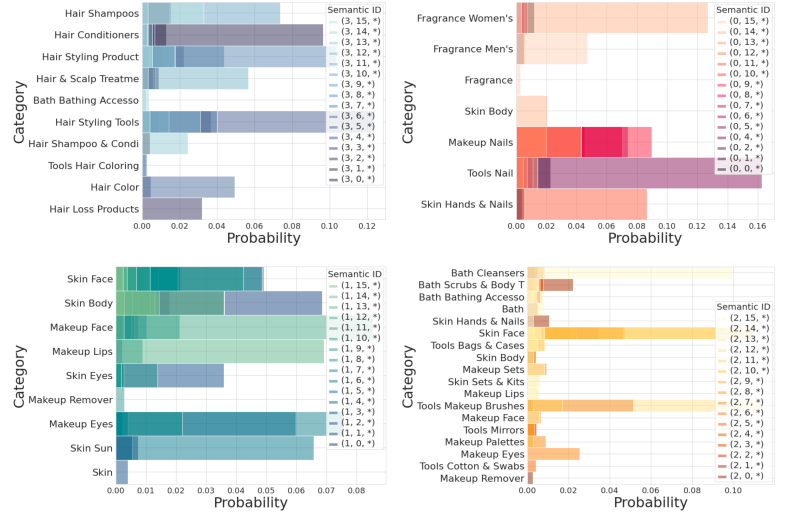 Category
Hair Shampoos
Hair Conditioners
Hair Styling Product
Hair & Scalp Treatme
Bath Bathing Accesso
Hair Styling Tools
Hair Shampoo & Condi
Tools Hair Coloring
Hair Color
Hair Loss Products
0.00 0.02 0.04 0.06 0.08 0.10 0.12
Probability
Semantic ID
(3, 15, *)
(3, 14, *)
(3, 13, *)
(3, 12, *)
(3, 11, *)
(3, 10, *)
(3, 9, *)
(3, 8, *)
(3, 7, *)
(3, 6, *)
(3, 5, *)
(3, 4, *)
(3, 3, *)
(3, 2, *)
(3, 1, *)
(3, 0, *)
Category
Fragrance Women's
Fragrance Men's
Fragrance
Skin Body
Makeup Nails
Tools Nail
Skin Hands & Nails
0.00 0.02 0.04 0.06 0.08 0.10 0.12 0.14 0.16
Probability
Semantic ID
(0, 15, *)
(0, 14, *)
(0, 13, *)
(0, 12, *)
(0, 11, *)
(0, 10, *)
(0, 9, *)
(0, 8, *)
(0, 7, *)
(0, 6, *)
(0, 5, *)
(0, 4, *)
(0, 2, *)
(0, 1, *)
(0, 0, *)
Category
Skin Face
Skin Body
Makeup Face
Makeup Lips
Skin Eyes
Makeup Remover
Makeup Eyes
Skin Sun
Skin
0.00 0.01 0.02 0.03 0.04 0.05 0.06 0.07 0.08
Probability
Semantic ID
(1, 15, *)
(1, 14, *)
(1, 13, *)
(1, 12, *)
(1, 11, *)
(1, 10, *)
(1, 9, *)
(1, 8, *)
(1, 7, *)
(1, 6, *)
(1, 5, *)
(1, 4, *)
(1, 3, *)
(1, 2, *)
(1, 1, *)
(1, 0, *)
Category
Bath Cleansers
Bath Scrubs & Body T
Bath Bathing Accesso
Bath
Skin Hands & Nails
Skin Face
Tools Bags & Cases
Skin Body
Makeup Sets
Skin Sets & Kits
Makeup Lips
Tools Makeup Brushes
Makeup Face
Tools Mirrors
Makeup Palettes
Makeup Eyes
Tools Cotton & Swabs
Makeup Remover
0.00 0.02 0.04 0.06 0.08 0.10
Probability
Semantic ID
(2, 15, *)
(2, 14, *)
(2, 13, *)
(2, 12, *)
(2, 11, *)
(2, 10, *)
(2, 9, *)
(2, 8, *)
(2, 7, *)
(2, 6, *)
(2, 5, *)
(2, 4, *)
(2, 3, *)
(2, 2, *)
(2, 1, *)
(2, 0, *)